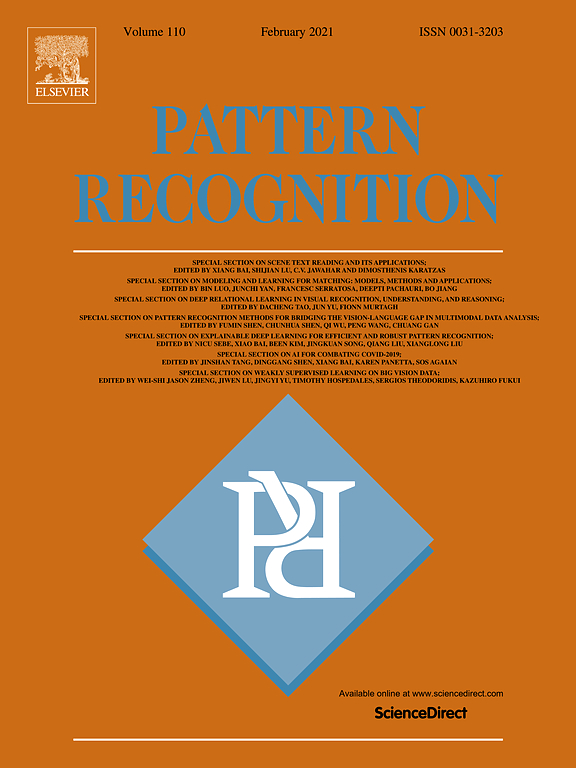 Volume 110 February 2021 ISSN 0031-3203
ELSEVIER
PATTERN
RECOGNITION
SPECIAL SECTION ON SCENE TEXT READING AND ITS APPLICATIONS;
EDITED BY XIANG BAI, SHIJIAN LU, C.V. JAWAHAR AND DIMOSTHENIS KARATZAS
SPECIAL SECTION ON MODELING AND LEARNING FOR MATCHING: MODELS, METHODS AND APPLICATIONS;
EDITED BY BIN LUO, JUNCHI YAN, FRANCESC SERRATOSA, DEEPTI PACHAURI, BO JIANG
SPECIAL SECTION ON DEEP RELATIONAL LEARNING IN VISUAL RECOGNITION, UNDERSTANDING, AND REASONING;
EDITED BY DACHENG TAO, JUN YU, FIONN MURTAGH
SPECIAL SECTION ON PATTERN RECOGNITION METHODS FOR BRIDGING THE VISION-LANGUAGE GAP IN MULTIMODAL DATA ANALYSIS;
EDITED BY FUMIN SHEN, CHUNHUA SHEN, QI WU, PENG WANG, CHUANG GAN
SPECIAL SECTION ON EXPLAINABLE DEEP LEARNING FOR EFFICIENT AND ROBUST PATTERN RECOGNITION;
EDITED BY NICU SEBE, XIAO BAI, BEEN KIM, JINGKUAN SONG, QIANG LIU, XIANGLONG LIU
SPECIAL SECTION ON AI FOR COMBATING COVID-2019;
EDITED BY JINSHAN TANG, DINGGANG SHEN, XIANG BAI, KAREN PANETTA, SOS AGAIAN
SPECIAL SECTION ON WEAKLY SUPERVISED LEARNING ON BIG VISION DATA;
EDITED BY WEI-SHI JASON ZHENG, JIWEN LU, JINGYI YU, TIMOTHY HOSPEDALES, SERGIOS THEODORIDIS, KAZUHIRO FUKUI
PR
Available online at www.sciencedirect.com
ScienceDirect